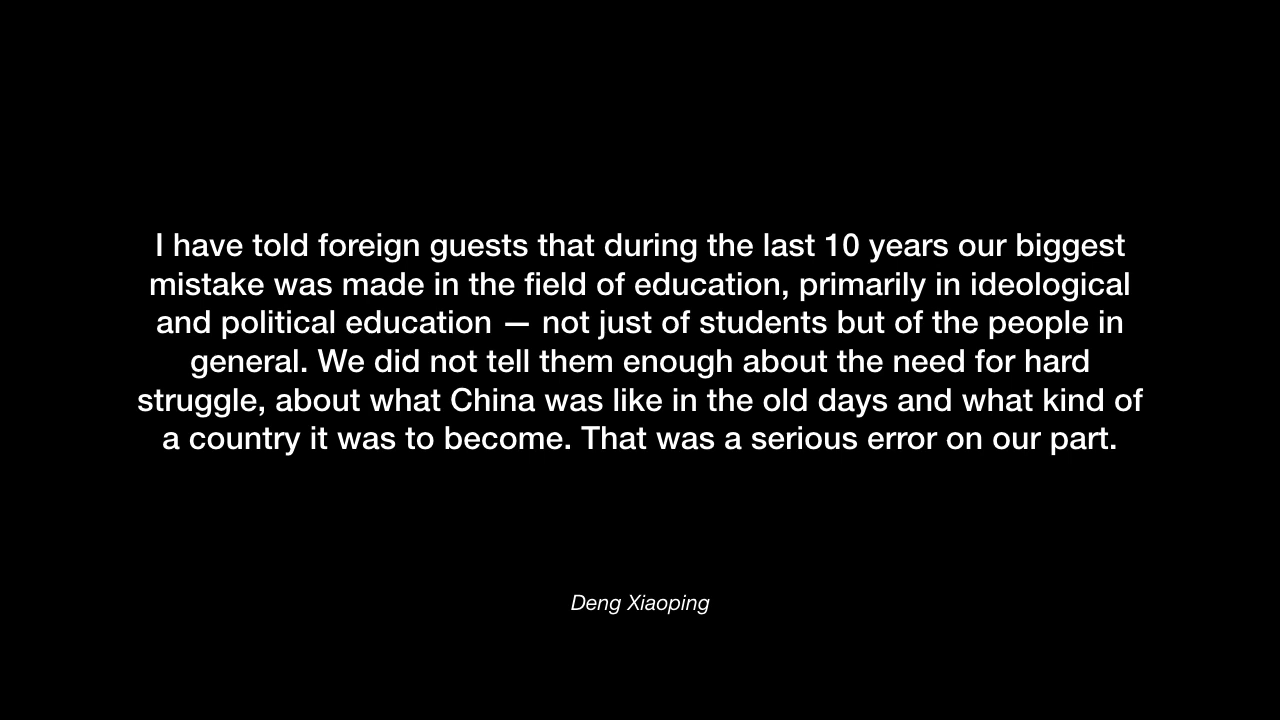 I have told foreign guests that during the last 10 years our biggest
mistake was made in the field of education, primarily in ideological
and political education — not just of students but of the people in
general. We did not tell them enough about the need for hard
struggle, about what China was like in the old days and what kind of
a country it was to become. That was a serious error on our part.
Deng Xiaoping